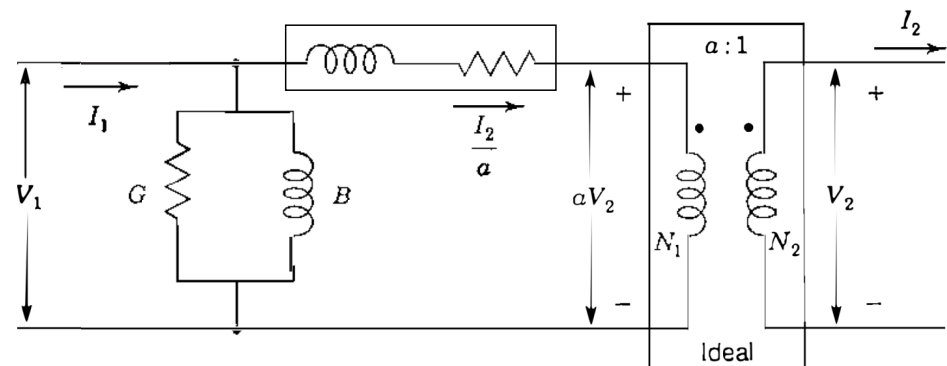 a : 1
I₂
I₁
I₂
a
+
+
V₁
G
B
aV₂
V₂
N₁
N₂
−
−
Ideal